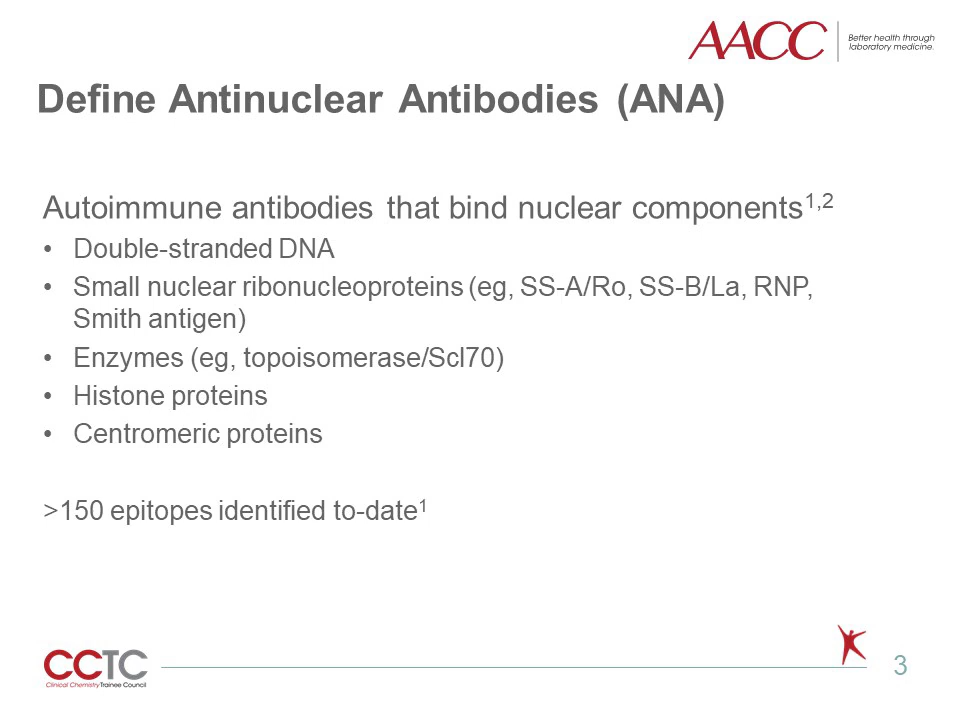 AACC
Better health through
laboratory medicine.
Define Antinuclear Antibodies (ANA)
Autoimmune antibodies that bind nuclear components1,2
• Double-stranded DNA
• Small nuclear ribonucleoproteins (eg, SS-A/Ro, SS-B/La, RNP,
Smith antigen)
• Enzymes (eg, topoisomerase/Scl70)
• Histone proteins
• Centromeric proteins
>150 epitopes identified to-date1
CCTC
Clinical Chemistry Trainee Council
3